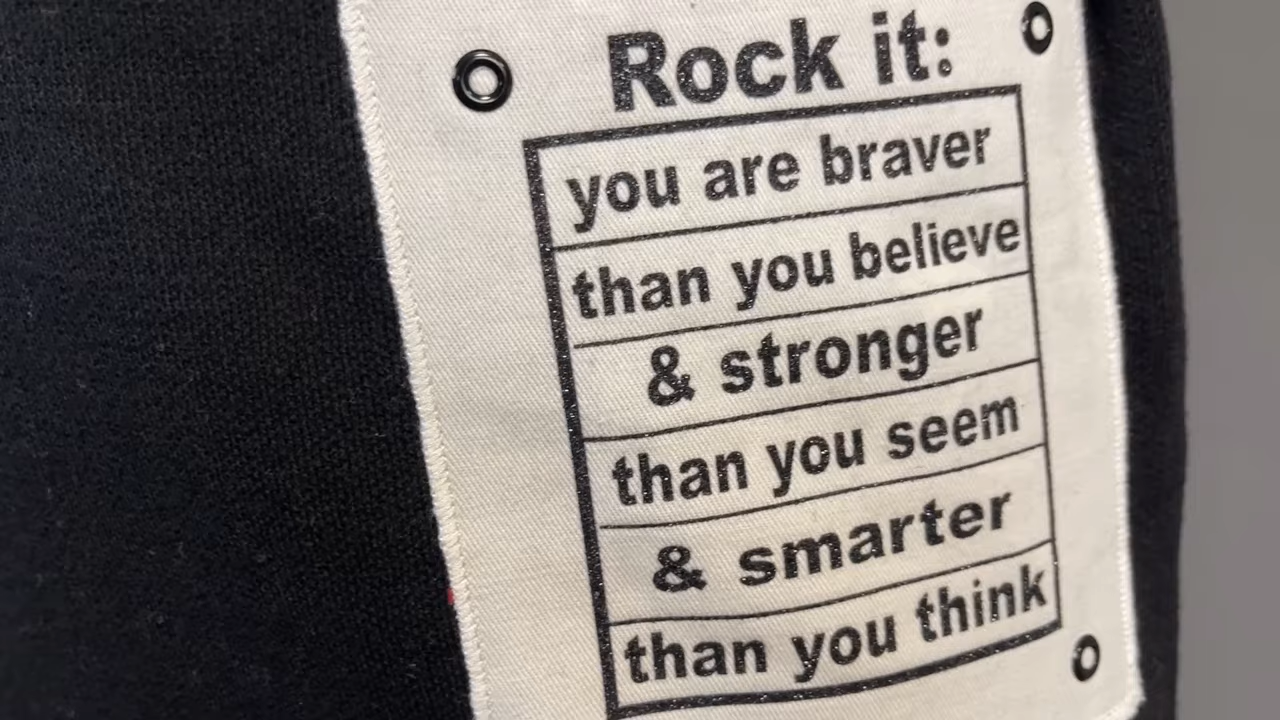 Rock it:
you are braver
than you believe
& stronger
than you seem
& smarter
than you think